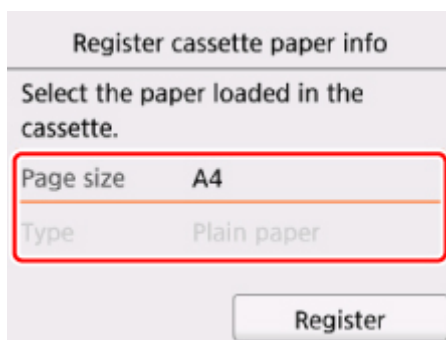 Register cassette paper info
Select the paper loaded in the
cassette.
Page size A4
Type Plain paper
Register